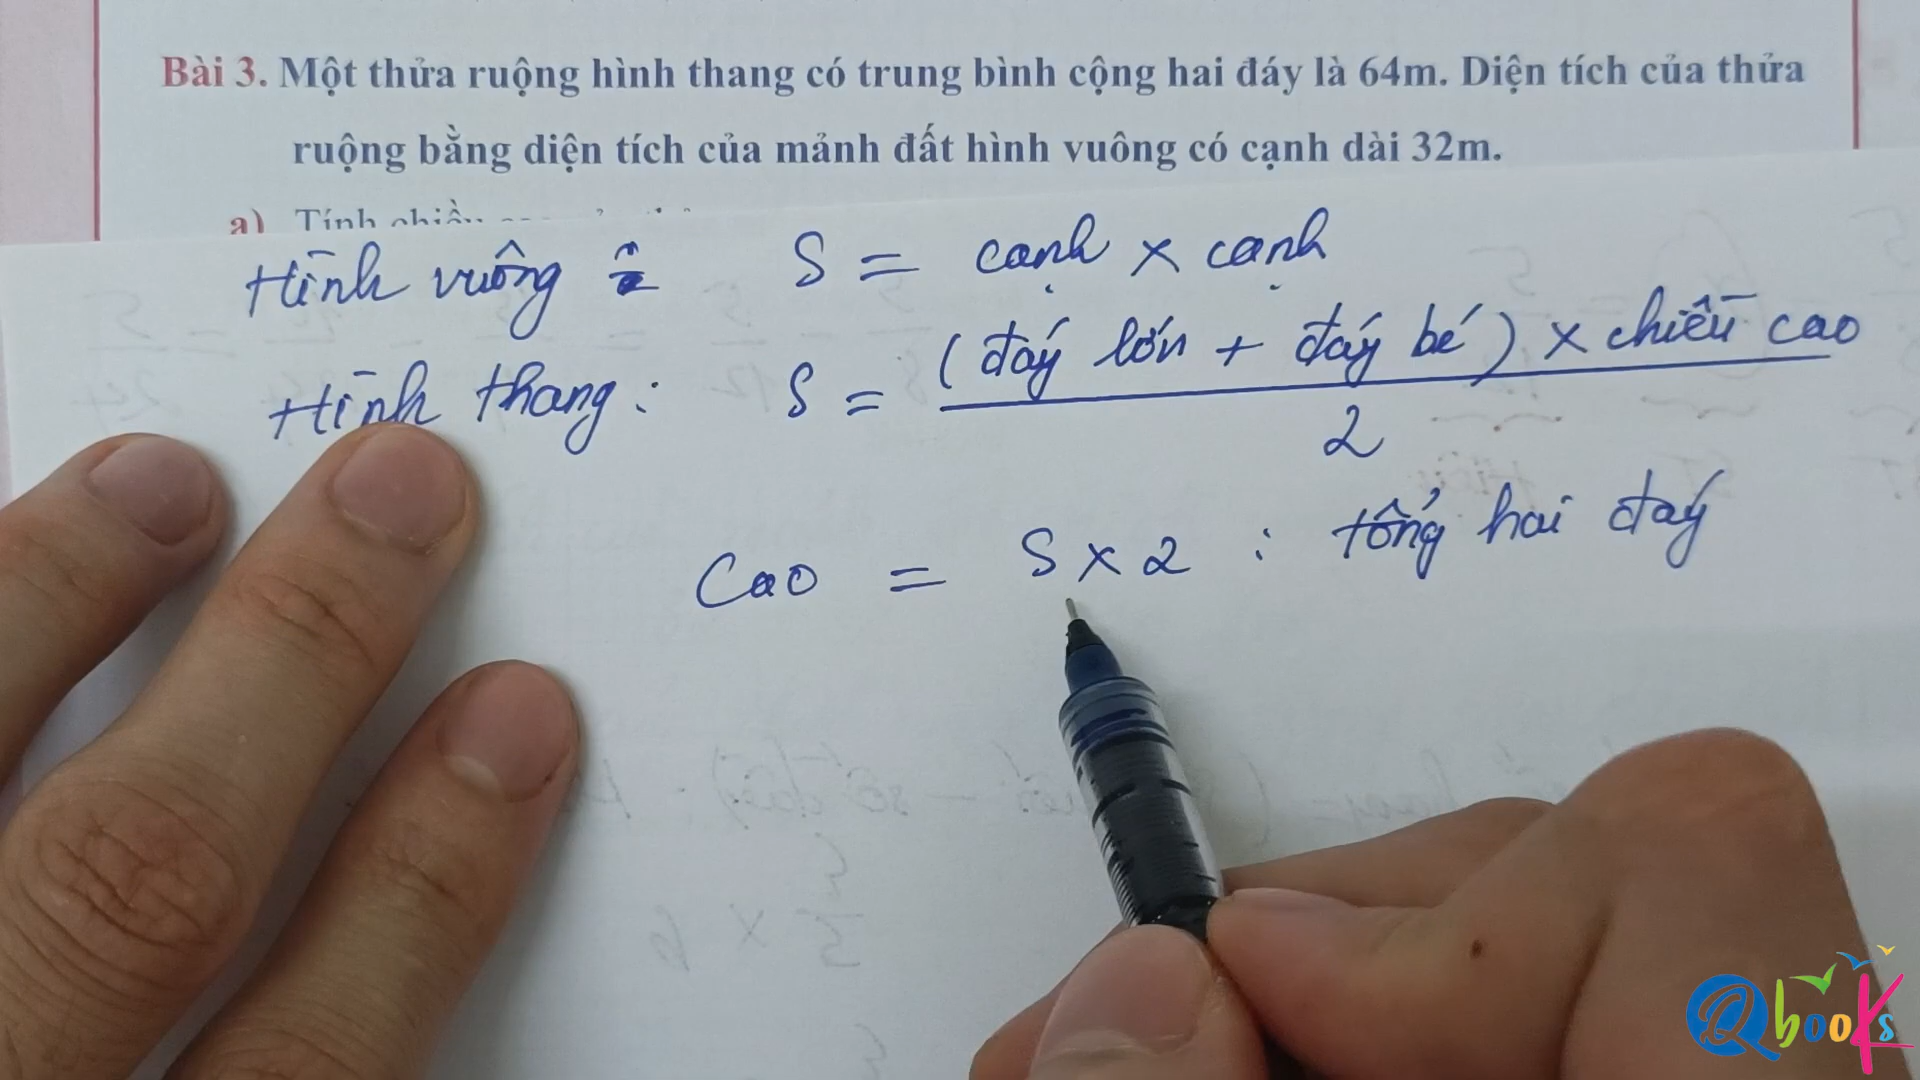 Bài 3. Một thửa ruộng hình thang có trung bình cộng hai đáy là 64m. Diện tích của thửa
ruộng bằng diện tích của mảnh đất hình vuông có cạnh dài 32m.
a) Tính chiều
Hình vuông : S = cạnh x cạnh
Hình thang : S = (đáy lớn + đáy bé) x chiều cao
2
Cao = S x 2 : tổng hai đáy
Qbooks